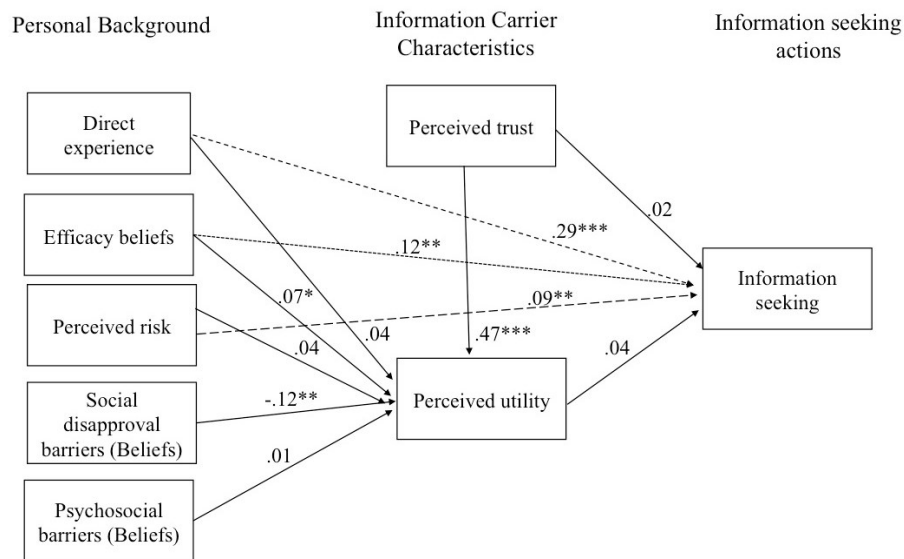 Personal Background
Information Carrier
Characteristics
Information seeking
actions
Direct
experience
Perceived trust
Efficacy beliefs
.02
.29***
.12**
Information
seeking
.07*
.09**
Perceived risk
.04
.04
.47***
.04
Social
disapproval
barriers (Beliefs)
-.12**
Perceived utility
.01
Psychosocial
barriers (Beliefs)